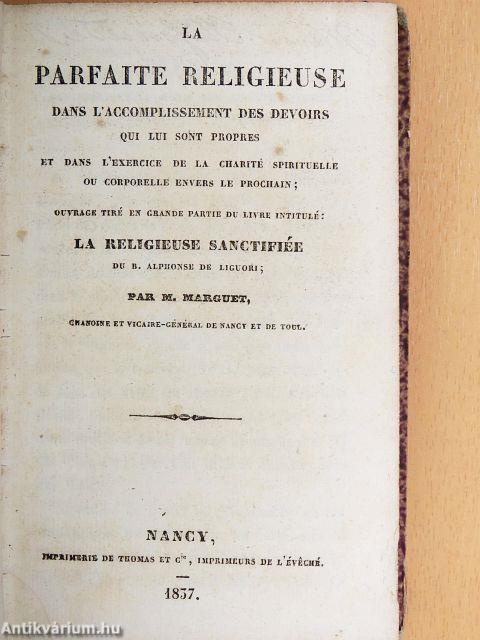 LA
PARFAITE RELIGIEUSE
DANS L'ACCOMPLISSEMENT DES DEVOIRS
QUI LUI SONT PROPRES
ET DANS L'EXERCICE DE LA CHARITÉ SPIRITUELLE
OU CORPORELLE ENVERS LE PROCHAIN;
OUVRAGE TIRÉ EN GRANDE PARTIE DU LIVRE INTITULÉ:
LA RELIGIEUSE SANCTIFIÉE
DU B. ALPHONSE DE LIGUORI;
PAR M. MARGUET,
CHANOINE ET VICAIRE-GÉNÉRAL DE NANCY ET DE TOUL.
NANCY,
IMPRIMERIE DE THOMAS ET Cie, IMPRIMEURS DE L'ÉVÊCHÉ.
1837.
Antikvárium.hu